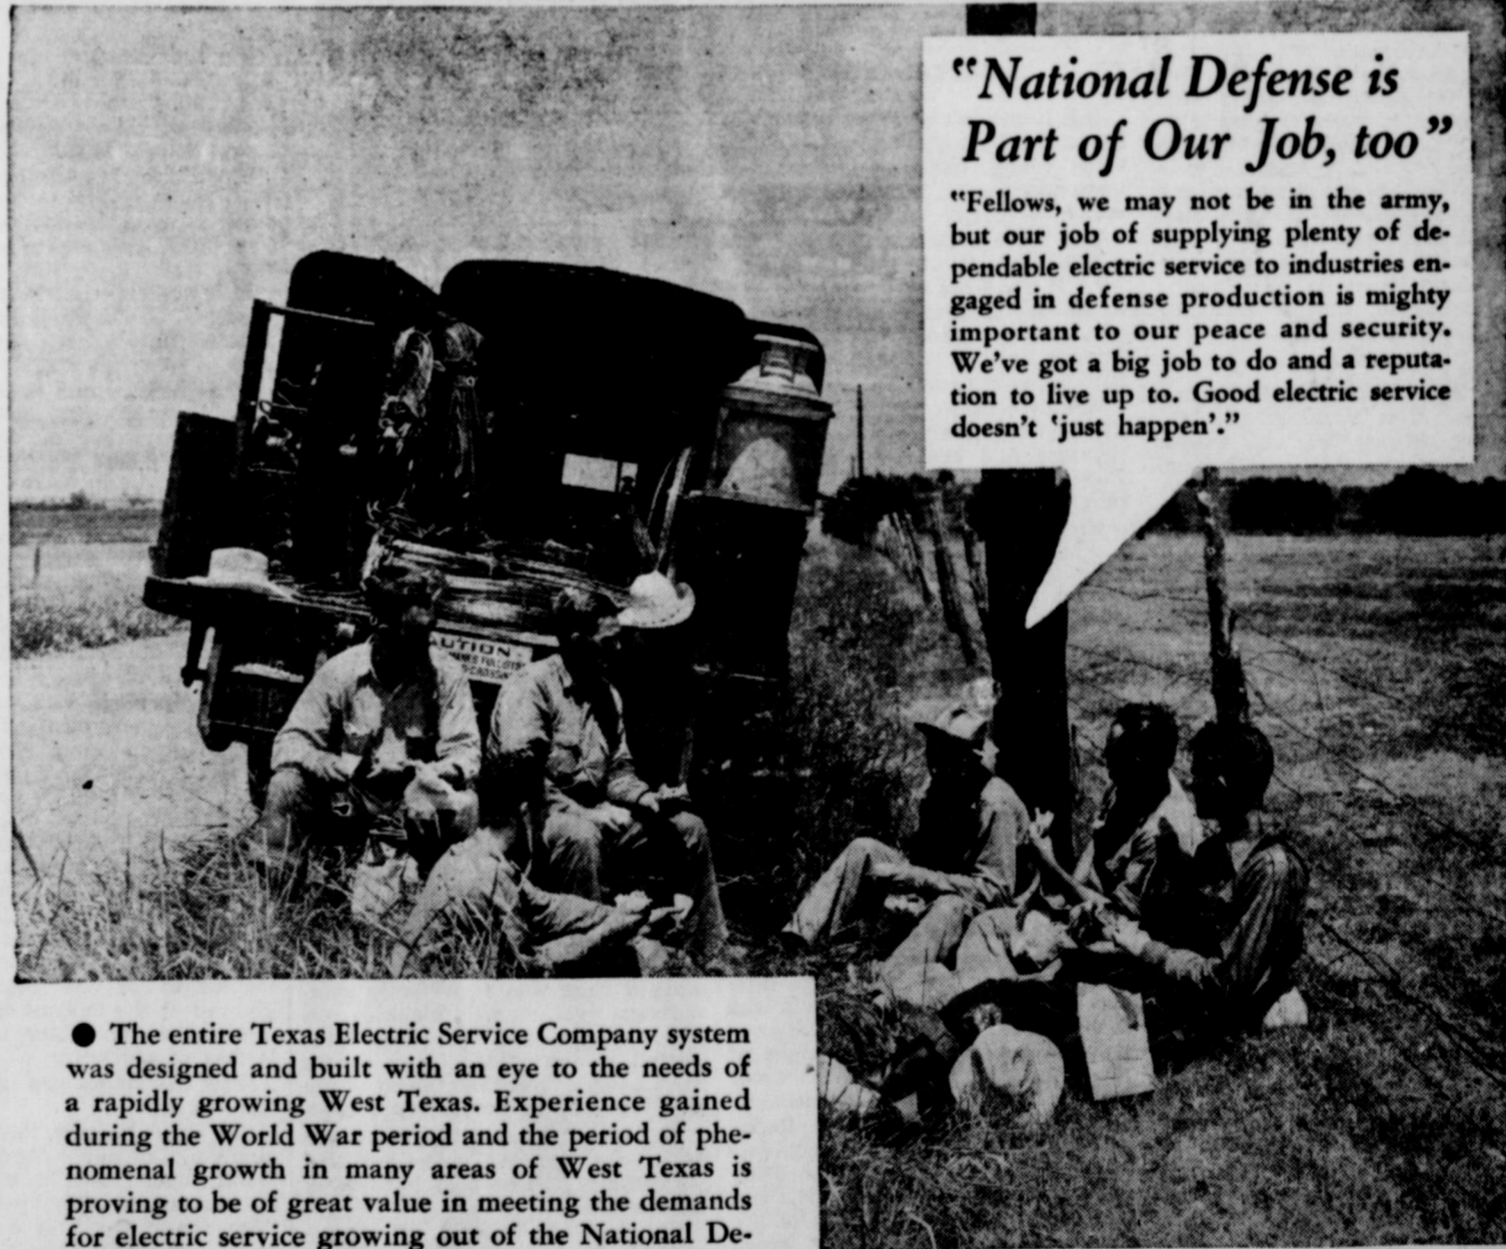 "National Defense is
Part of Our Job, too"
"Fellows, we may not be in the army,
but our job of supplying plenty of de-
pendable electric service to industries en-
gaged in defense production is mighty
important to our peace and security.
We've got a big job to do and a reputa-
tion to live up to. Good electric service
doesn't 'just happen'."
AUTION
● The entire Texas Electric Service Company system
was designed and built with an eye to the needs of
a rapidly growing West Texas. Experience gained
during the World War period and the period of phe-
nomenal growth in many areas of West Texas is
proving to be of great value in meeting the demands
for electric service growing out of the National De-